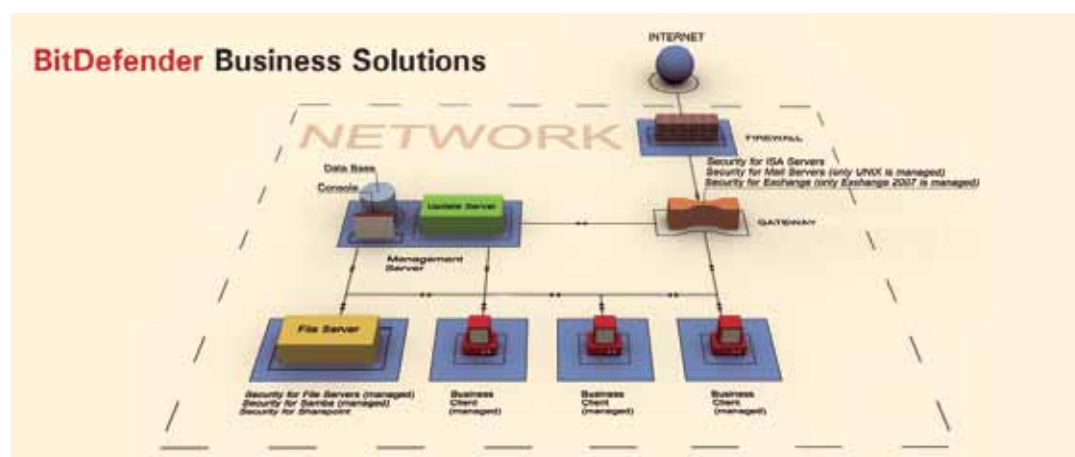 BitDefender Business Solutions
INTERNET
NETWORK
FIREWALL
Security for ISA Servers
Security for Mail Servers (only UNIX is managed)
Security for Exchange (only Exchange 2007 is managed)
Data Base
Console
Update Server
GATEWAY
Management
Server
File Server
Security for File Servers (managed)
Security for Samba (managed)
Security for Sharepoint
Business
Client
(managed)
Business
Client
(managed)
Business
Client
(managed)